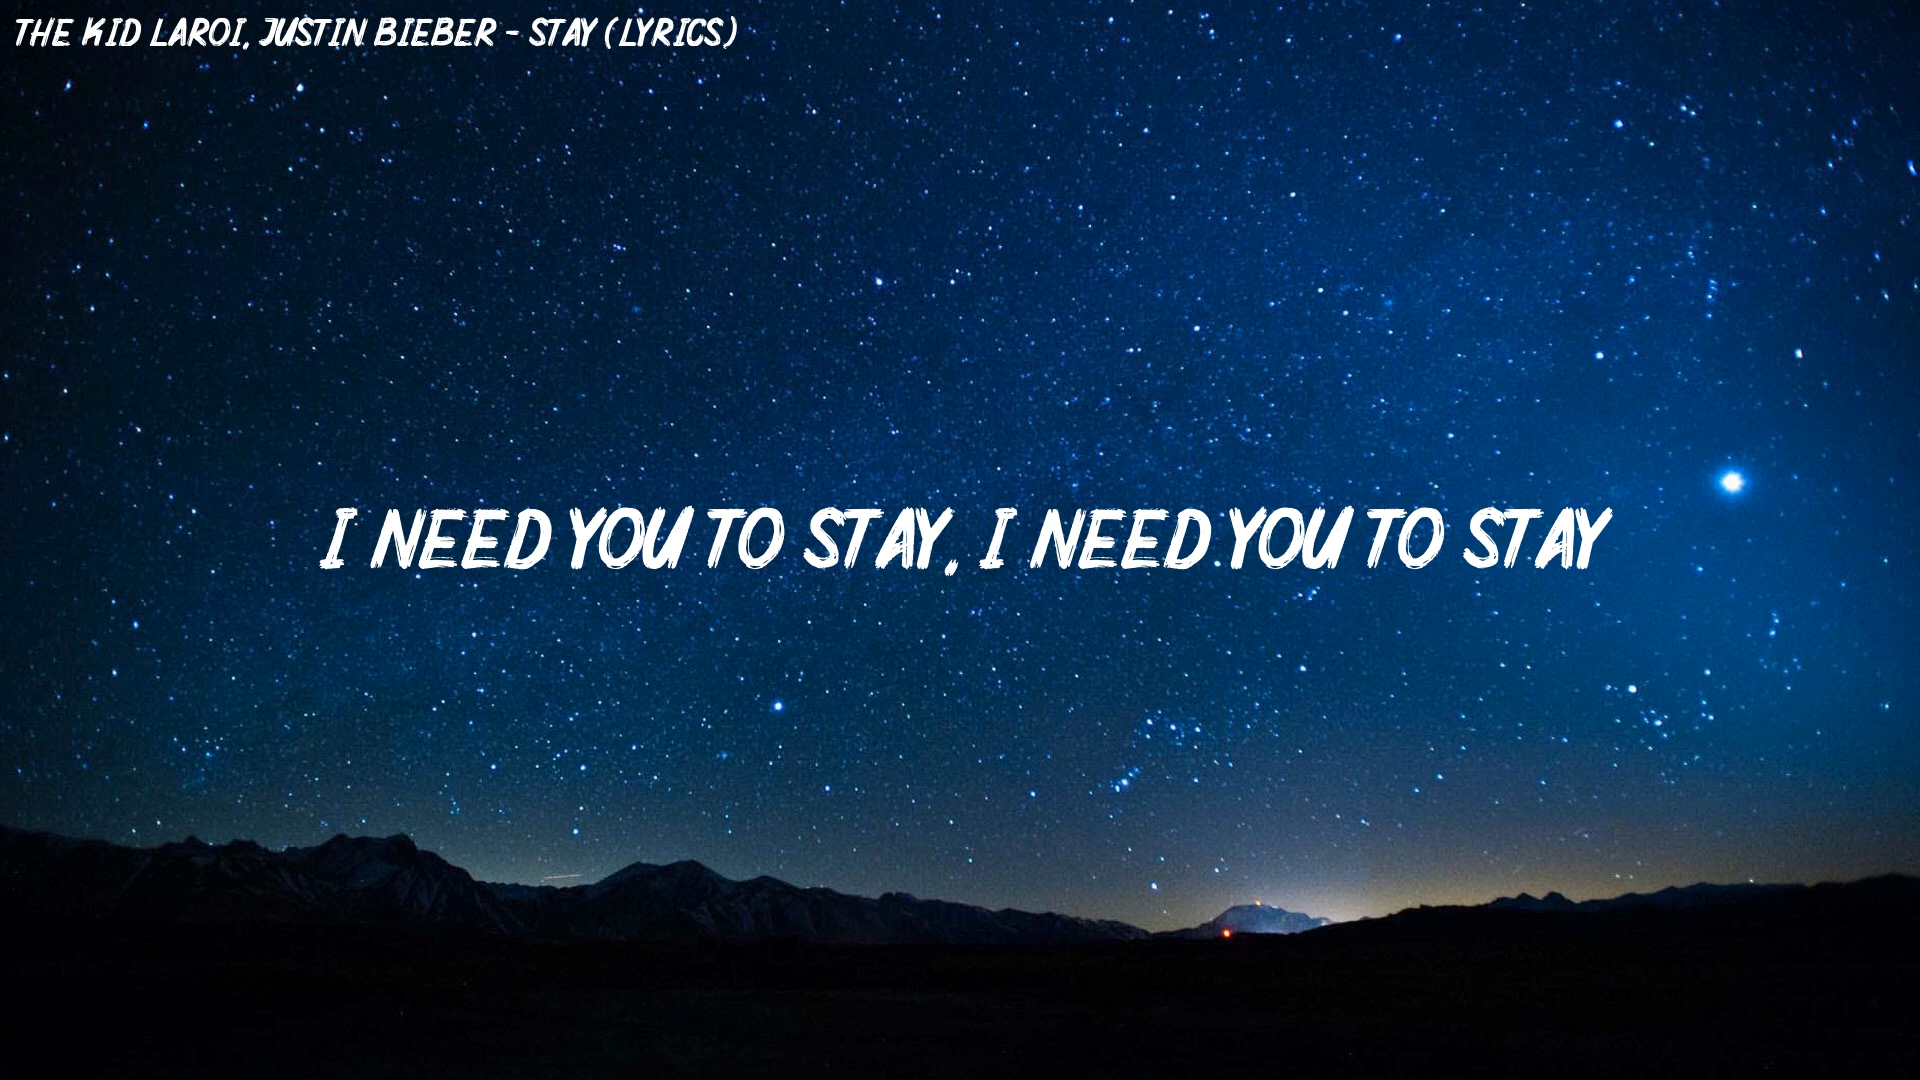 THE KID LAROI, JUSTIN BIEBER - STAY (LYRICS)
I NEED YOU TO STAY, I NEED YOU TO STAY